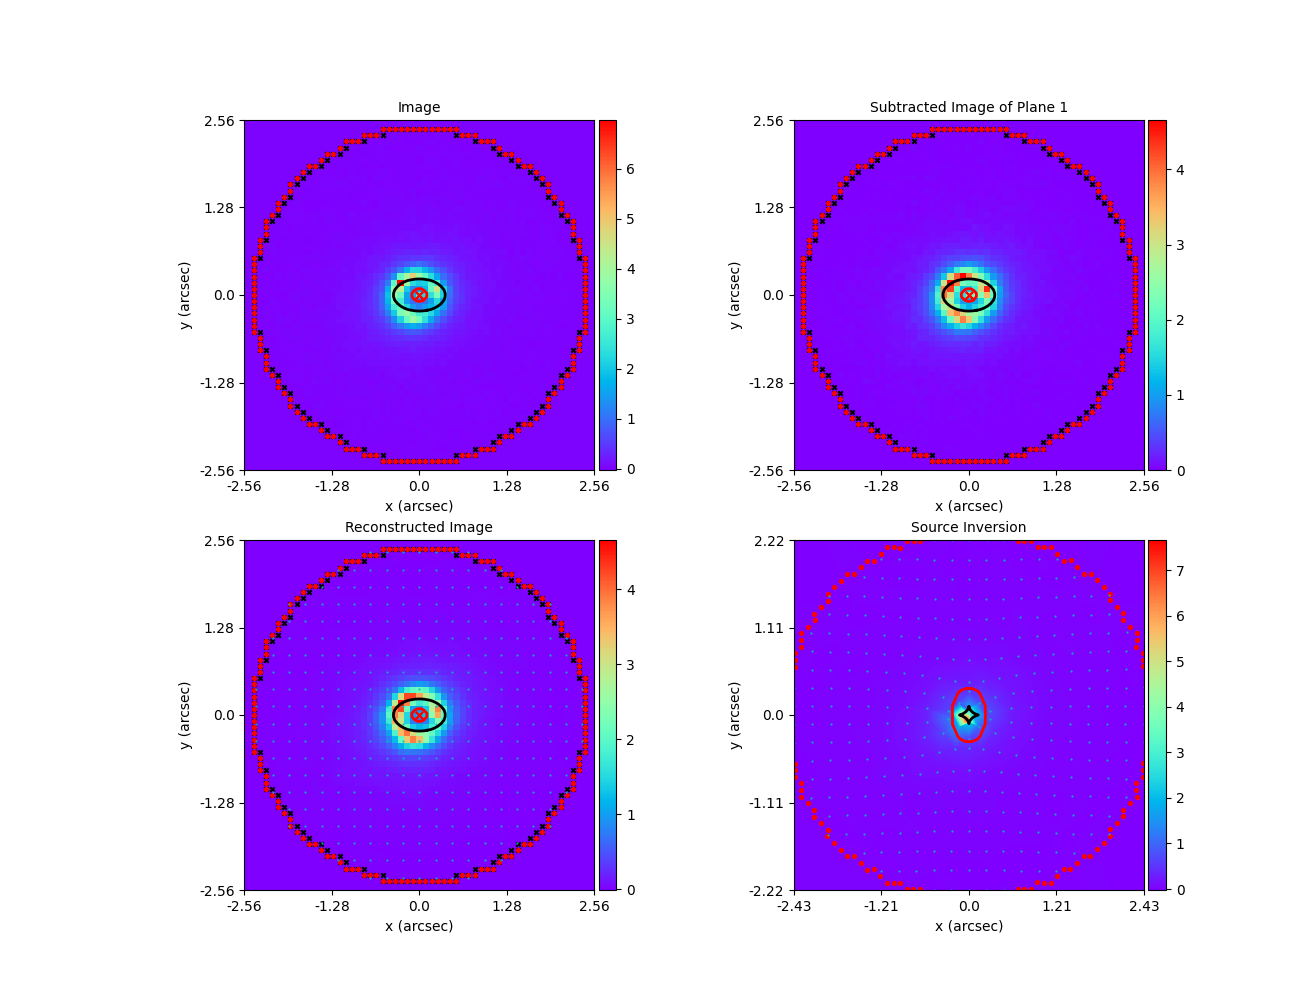 Image
2.56
1.28
0.0
-1.28
-2.56
y (arcsec)
-2.56 -1.28 0.0 1.28 2.56
x (arcsec)
6
5
4
3
2
1
0
Subtracted Image of Plane 1
2.56
1.28
0.0
-1.28
-2.56
y (arcsec)
-2.56 -1.28 0.0 1.28 2.56
x (arcsec)
4
3
2
1
0
Reconstructed Image
2.56
1.28
0.0
-1.28
-2.56
y (arcsec)
-2.56 -1.28 0.0 1.28 2.56
x (arcsec)
4
3
2
1
0
Source Inversion
2.22
1.11
0.0
-1.11
-2.22
y (arcsec)
-2.43 -1.21 0.0 1.21 2.43
x (arcsec)
7
6
5
4
3
2
1
0